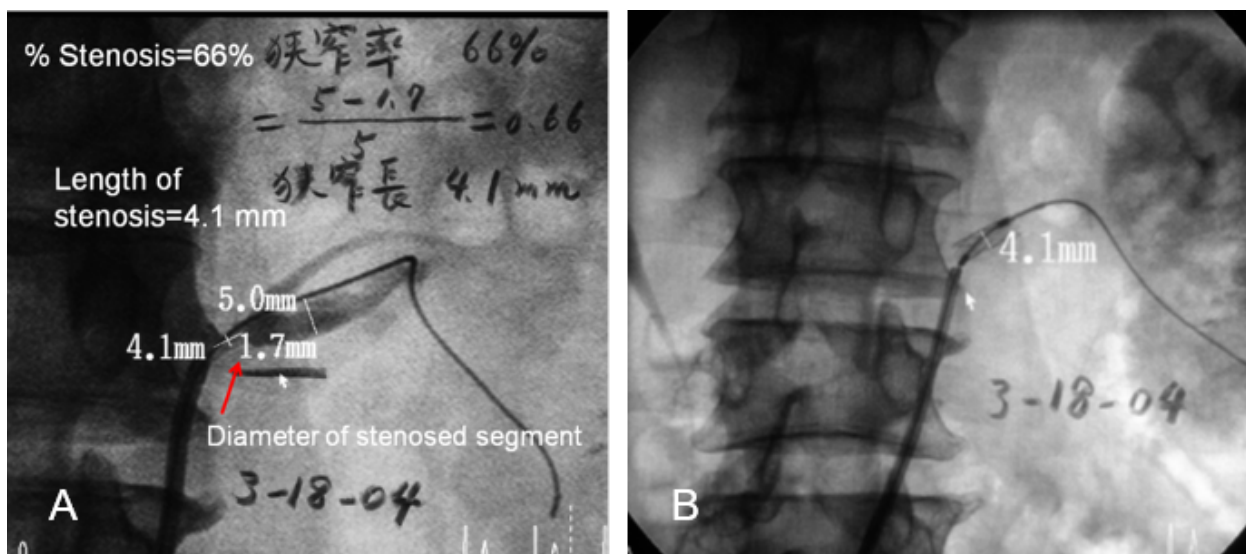 % Stenosis=66%
狭窄率 66%
= 5-1.7 / 5 = 0.66
狭窄長 4.1mm
Length of
stenosis=4.1 mm
5.0mm
4.1mm
1.7mm
Diameter of stenosed segment
3-18-04
A
4.1mm
3-18-04
B